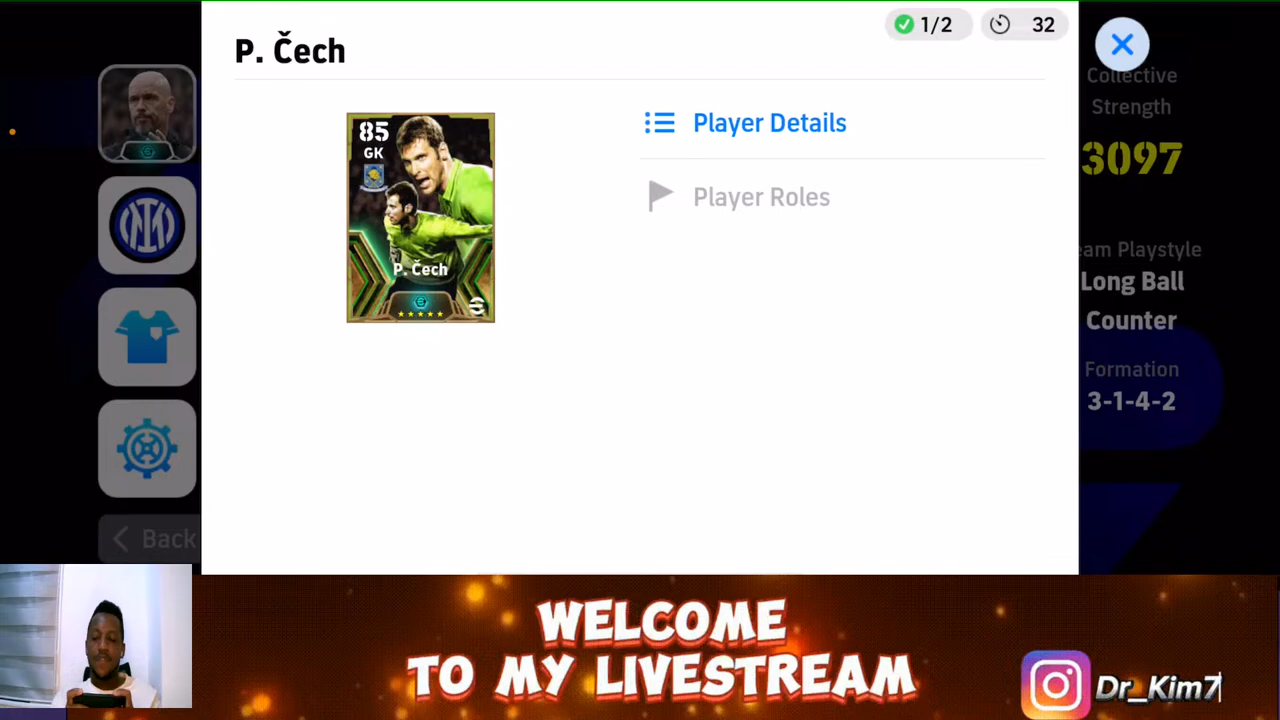 P. Čech
1/2
32
85
GK
P. Čech
Player Details
Player Roles
Collective
Strength
3097
eam Playstyle
Long Ball
Counter
Formation
3-1-4-2
Back
WELCOME
TO MY LIVESTREAM
Dr_Kim7